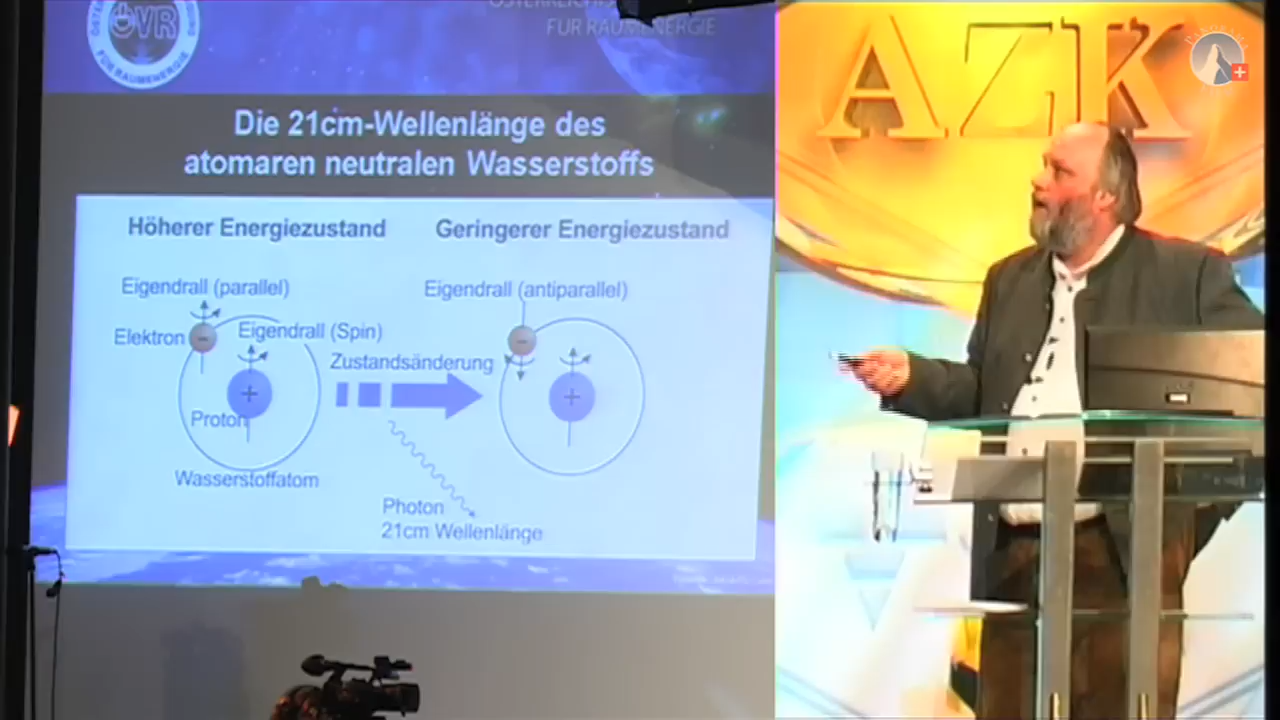 ÖVR
FÜR RAUMENERGIE
FÜR RAUMENERGIE
Die 21cm-Wellenlänge des
atomaren neutralen Wasserstoffs
Höherer Energiezustand
Geringerer Energiezustand
Eigendrall (parallel)
Eigendrall (antiparallel)
Elektron
-
Eigendrall (Spin)
-
Zustandsänderung
+
+
Proton
Wasserstoffatom
Photon
21cm Wellenlänge
AZK